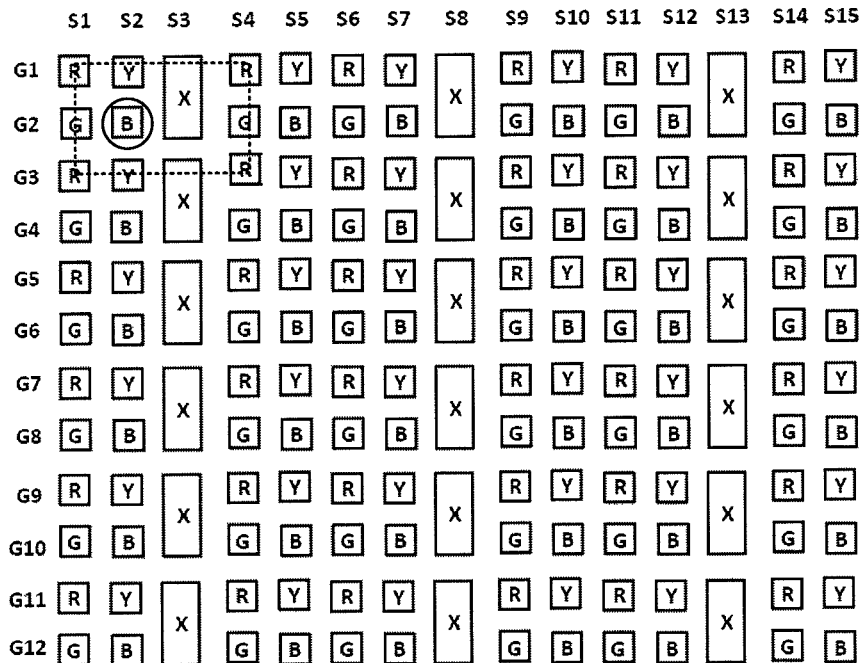 S1 S2 S3 S4 S5 S6 S7 S8 S9 S10 S11 S12 S13 S14 S15
G1 R Y R Y R Y R Y R Y R Y
X X X
G2 G B G B G B G B G B G B
G3 R Y R Y R Y R Y R Y R Y
X X X
G4 G B G B G B G B G B G B
G5 R Y R Y R Y R Y R Y R Y
X X X
G6 G B G B G B G B G B G B
G7 R Y R Y R Y R Y R Y R Y
X X X
G8 G B G B G B G B G B G B
G9 R Y R Y R Y R Y R Y R Y
X X X
G10 G B G B G B G B G B G B
G11 R Y R Y R Y R Y R Y R Y
X X X
G12 G B G B G B G B G B G B